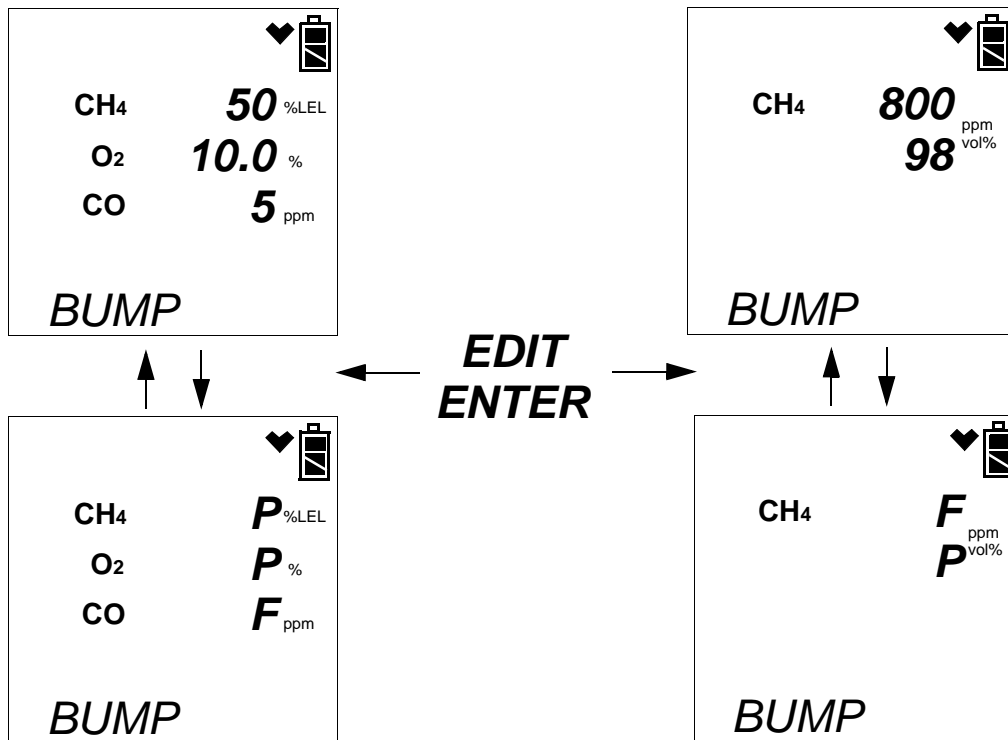 CH4 50 %LEL
O2 10.0 %
CO 5 ppm
BUMP
CH4 800 ppm
98 vol%
BUMP
EDIT
ENTER
CH4 P %LEL
O2 P %
CO F ppm
BUMP
CH4 F ppm
P vol%
BUMP